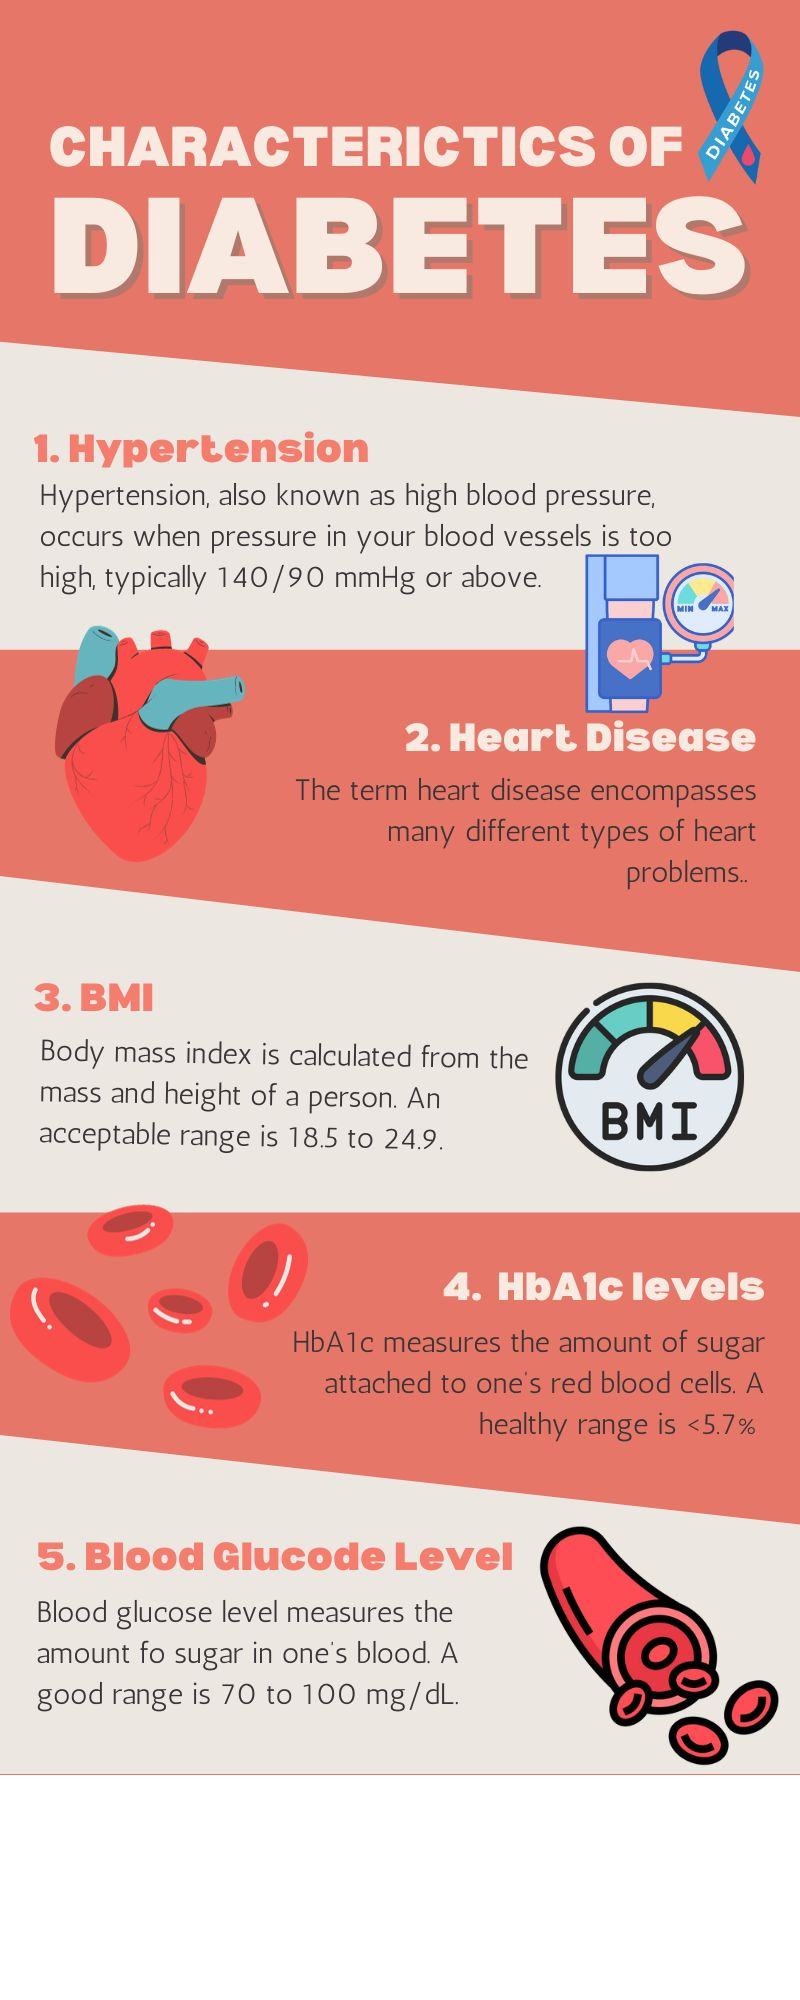 DIABETES
CHARACTERICTICS OF
DIABETES
1. Hypertension
Hypertension, also known as high blood pressure,
occurs when pressure in your blood vessels is too
high, typically 140/90 mmHg or above.
MIN MAX
2. Heart Disease
The term heart disease encompasses
many different types of heart
problems..
3. BMI
Body mass index is calculated from the
mass and height of a person. An
acceptable range is 18.5 to 24.9.
BMI
4. HbA1c levels
HbA1c measures the amount of sugar
attached to one's red blood cells. A
healthy range is <5.7%
5. Blood Glucode Level
Blood glucose level measures the
amount fo sugar in one's blood. A
good range is 70 to 100 mg/dL.